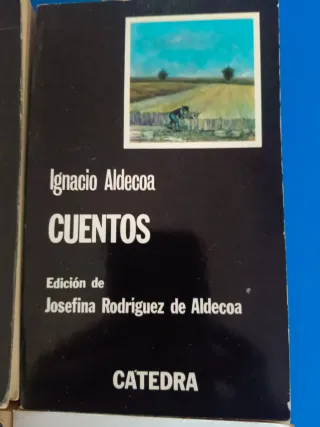 Ignacio Aldecoa
CUENTOS
Edición de
Josefina Rodríguez de Aldecoa
CATEDRA